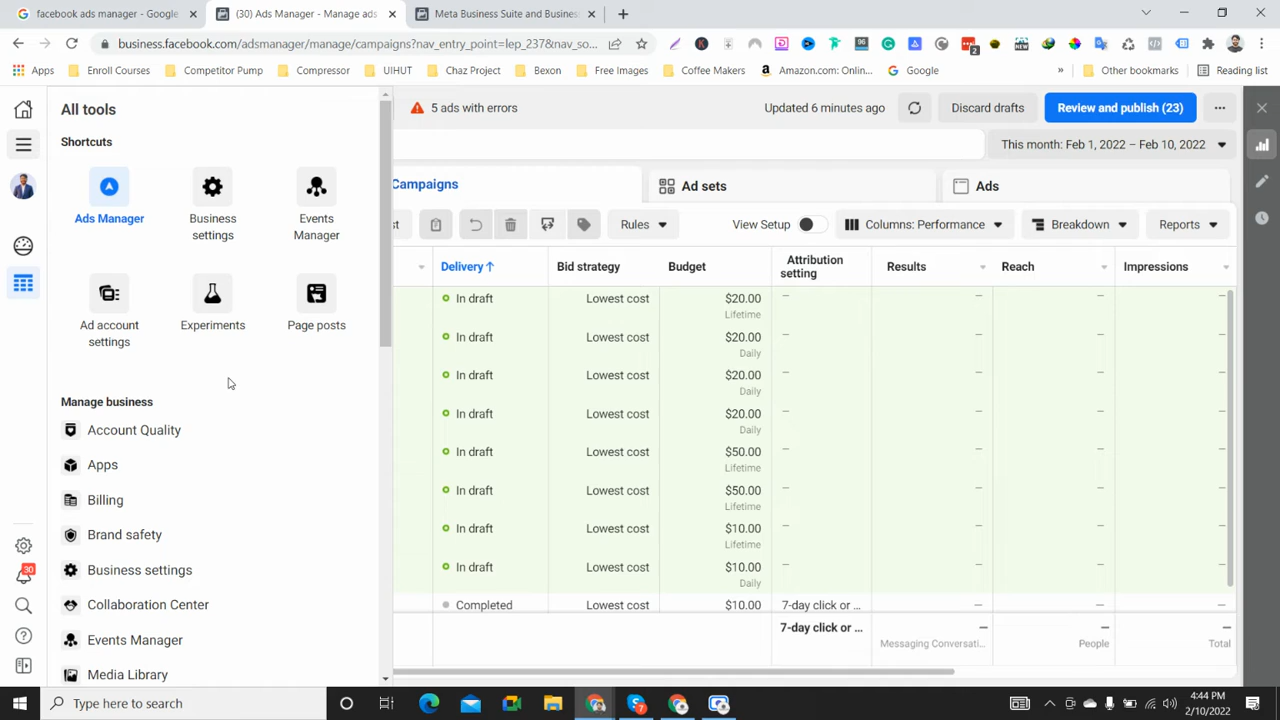 facebook ads manager - Google
(30) Ads Manager - Manage ads
Meta Business Suite and Busines
business.facebook.com/adsmanager/manage/campaigns?nav_entry_point=lep_237&nav_so...
Apps
Enroll Courses
Competitor Pump
Compressor
UIHUT
Chaz Project
Bexon
Free Images
Coffee Makers
Amazon.com: Onlin...
Google
»
Other bookmarks
Reading list
All tools
Shortcuts
Ads Manager
Business settings
Events Manager
Ad account settings
Experiments
Page posts
Manage business
Account Quality
Apps
Billing
Brand safety
Business settings
Collaboration Center
Events Manager
Media Library
30
5 ads with errors
Updated 6 minutes ago
Discard drafts
Review and publish (23)
This month: Feb 1, 2022 – Feb 10, 2022
Campaigns
Ad sets
Ads
st
Rules
View Setup
Columns: Performance
Breakdown
Reports
Delivery ↑
Bid strategy
Budget
Attribution setting
Results
Reach
Impressions
In draft Lowest cost $20.00 – – – –
Lifetime
In draft Lowest cost $20.00 – – – –
Daily
In draft Lowest cost $20.00 – – – –
Daily
In draft Lowest cost $20.00 – – – –
Daily
In draft Lowest cost $50.00 – – – –
Lifetime
In draft Lowest cost $50.00 – – – –
Lifetime
In draft Lowest cost $10.00 – – – –
Lifetime
In draft Lowest cost $10.00 – – – –
Daily
Completed Lowest cost $10.00 7-day click or ... – – –
7-day click or ... – – –
Messaging Conversati... People Total
Type here to search
4:44 PM
2/10/2022